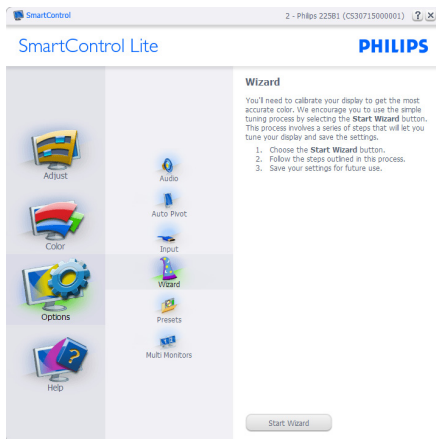 SmartControl
2 - Philips 225B1 (CS30715000001)
?
X
SmartControl Lite
PHILIPS
Adjust
Color
Options
Help
Audio
Auto Pivot
Input
Wizard
Presets
Multi Monitors
Wizard
You'll need to calibrate your display to get the most
accurate color. We encourage you to use the simple
tuning process by selecting the Start Wizard button.
This process involves a series of steps that will let you
tune your display and save the settings.
1. Choose the Start Wizard button.
2. Follow the steps outlined in this process.
3. Save your settings for future use.
Start Wizard